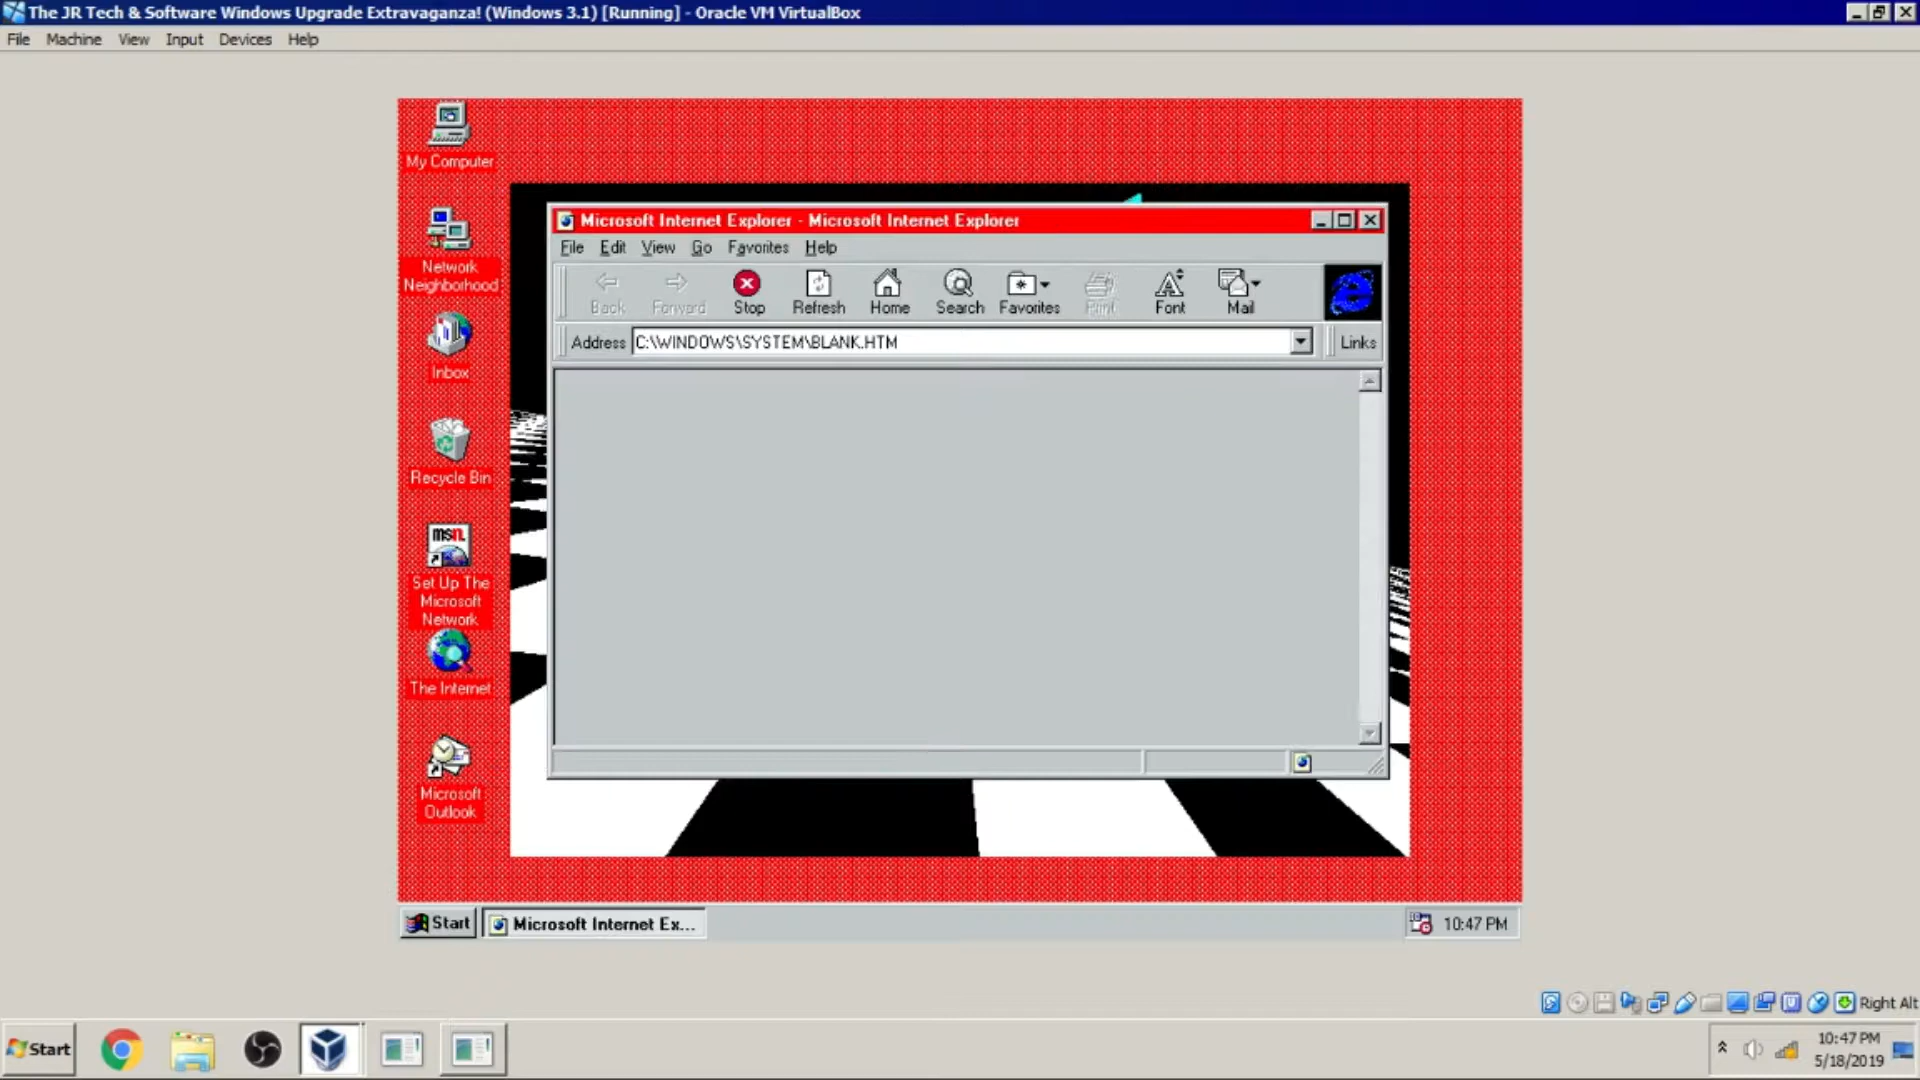 The JR Tech & Software Windows Upgrade Extravaganza! (Windows 3.1) [Running] - Oracle VM VirtualBox
File Machine View Input Devices Help
My Computer
Network
Neighborhood
Inbox
Recycle Bin
msn.
Set Up The
Microsoft
Network
The Internet
Microsoft
Outlook
Microsoft Internet Explorer - Microsoft Internet Explorer
File Edit View Go Favorites Help
Back Forward Stop Refresh Home Search Favorites Print Font Mail
Address C:\WINDOWS\SYSTEM\BLANK.HTM Links
Start Microsoft Internet Ex... 10:47 PM
Right Alt
Start
10:47 PM
5/18/2019